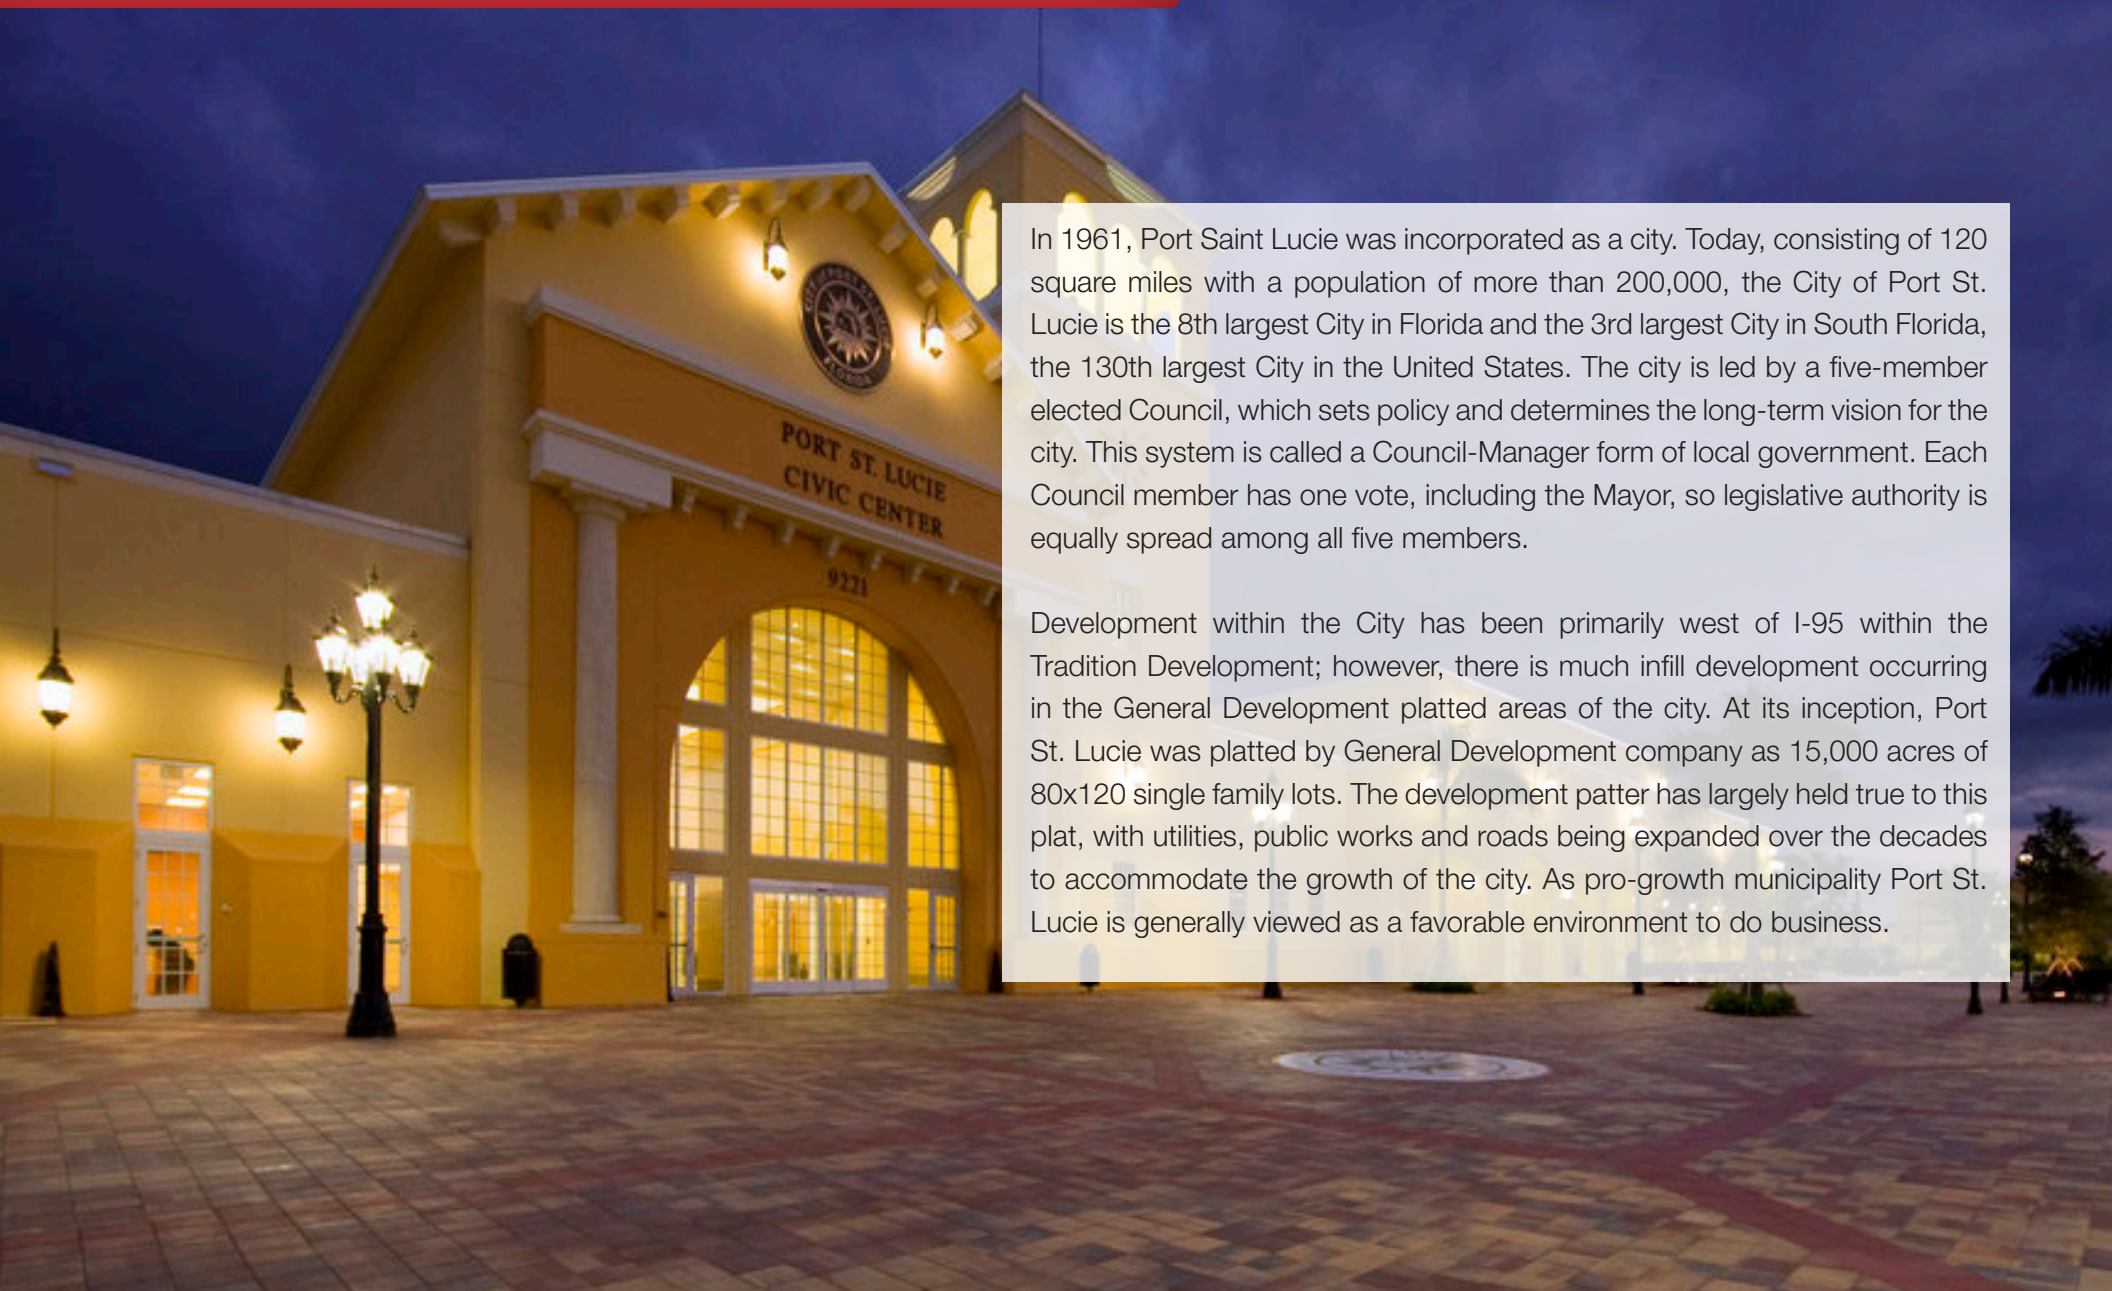 PORT ST. LUCIE
CIVIC CENTER
9221
FLORIDA
In 1961, Port Saint Lucie was incorporated as a city. Today, consisting of 120
square miles with a population of more than 200,000, the City of Port St.
Lucie is the 8th largest City in Florida and the 3rd largest City in South Florida,
the 130th largest City in the United States. The city is led by a five-member
elected Council, which sets policy and determines the long-term vision for the
city. This system is called a Council-Manager form of local government. Each
Council member has one vote, including the Mayor, so legislative authority is
equally spread among all five members.
Development within the City has been primarily west of I-95 within the
Tradition Development; however, there is much infill development occurring
in the General Development platted areas of the city. At its inception, Port
St. Lucie was platted by General Development company as 15,000 acres of
80x120 single family lots. The development patter has largely held true to this
plat, with utilities, public works and roads being expanded over the decades
to accommodate the growth of the city. As pro-growth municipality Port St.
Lucie is generally viewed as a favorable environment to do business.